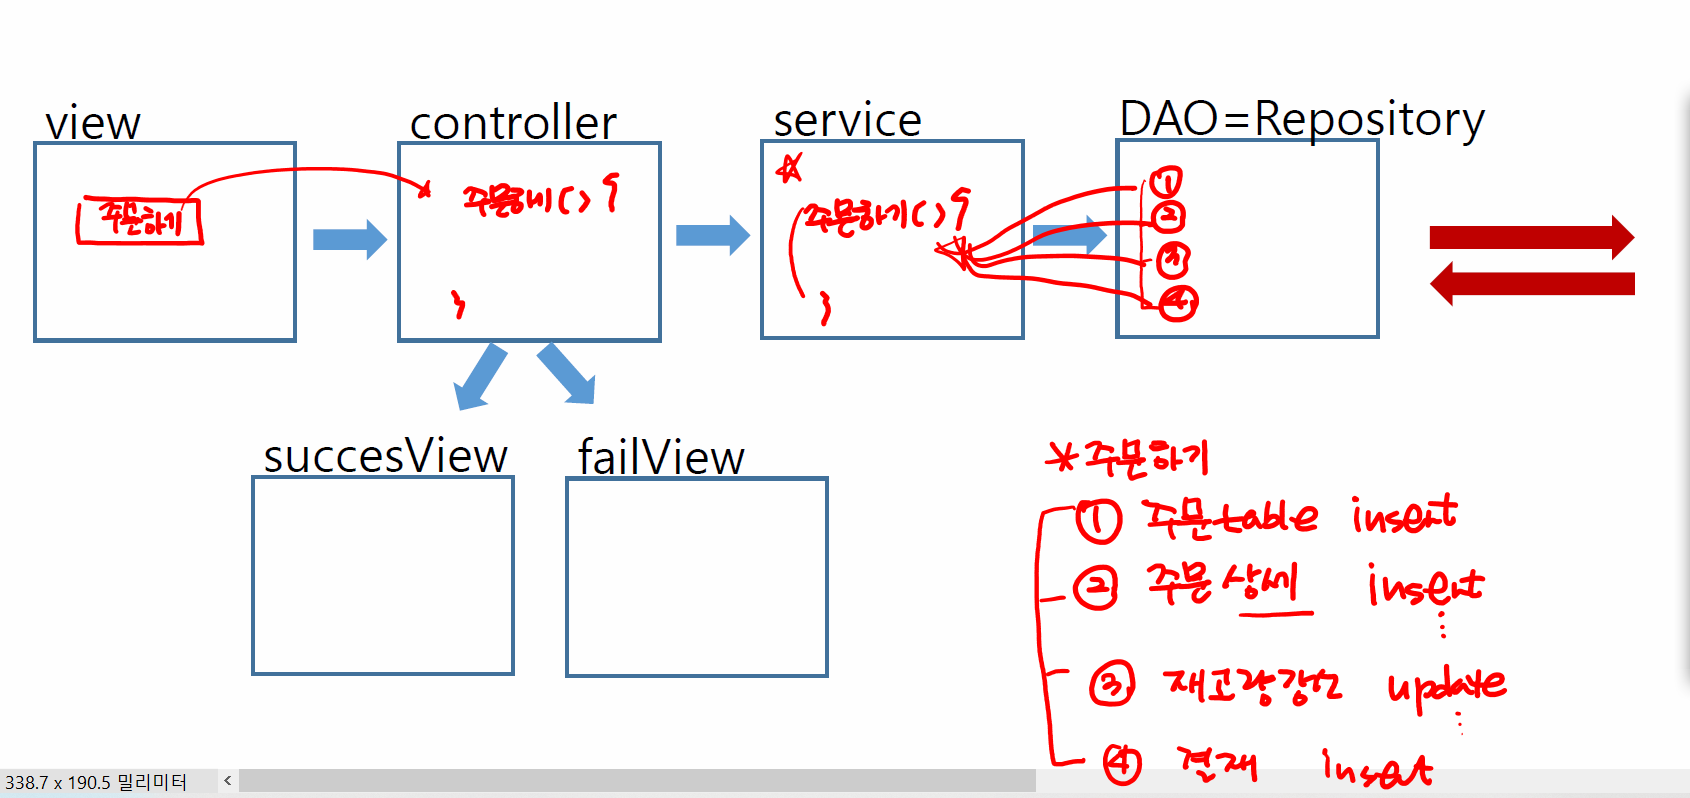 view
controller
service
DAO=Repository
주문하기
주문하기() {
}
주문하기() {
}
①
②
③
④
succesView
failView
*주문하기
① 주문table insert
② 주문상세 insert
③ 재고량감소 update
④ 결재 insert
338.7 x 190.5 밀리미터